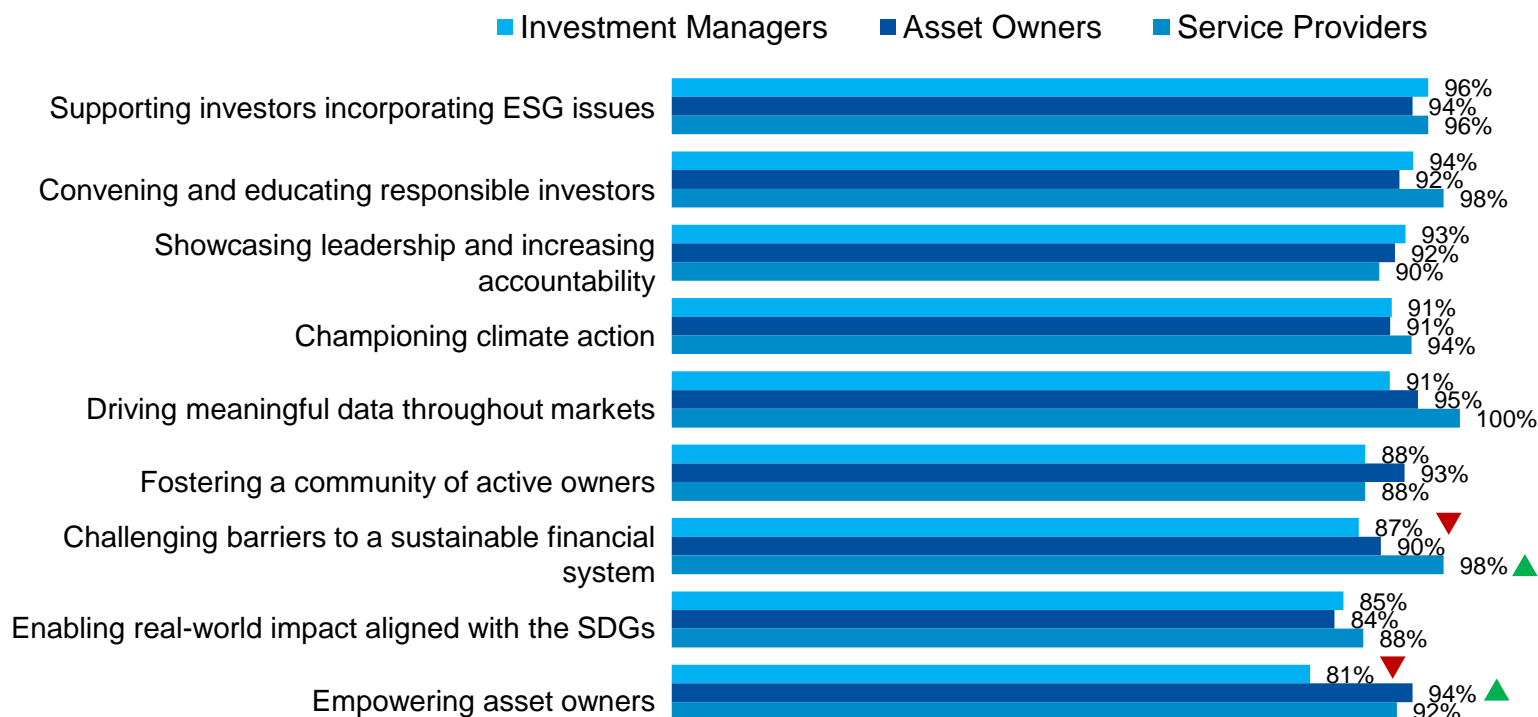 Investment Managers Asset Owners Service Providers
Supporting investors incorporating ESG issues
96%
94%
96%
Convening and educating responsible investors
94%
92%
98%
Showcasing leadership and increasing
accountability
93%
92%
90%
Championing climate action
91%
91%
94%
Driving meaningful data throughout markets
91%
95%
100%
Fostering a community of active owners
88%
93%
88%
Challenging barriers to a sustainable financial
system
87%
90%
98%
Enabling real-world impact aligned with the SDGs
85%
84%
88%
Empowering asset owners
81%
94%
92%